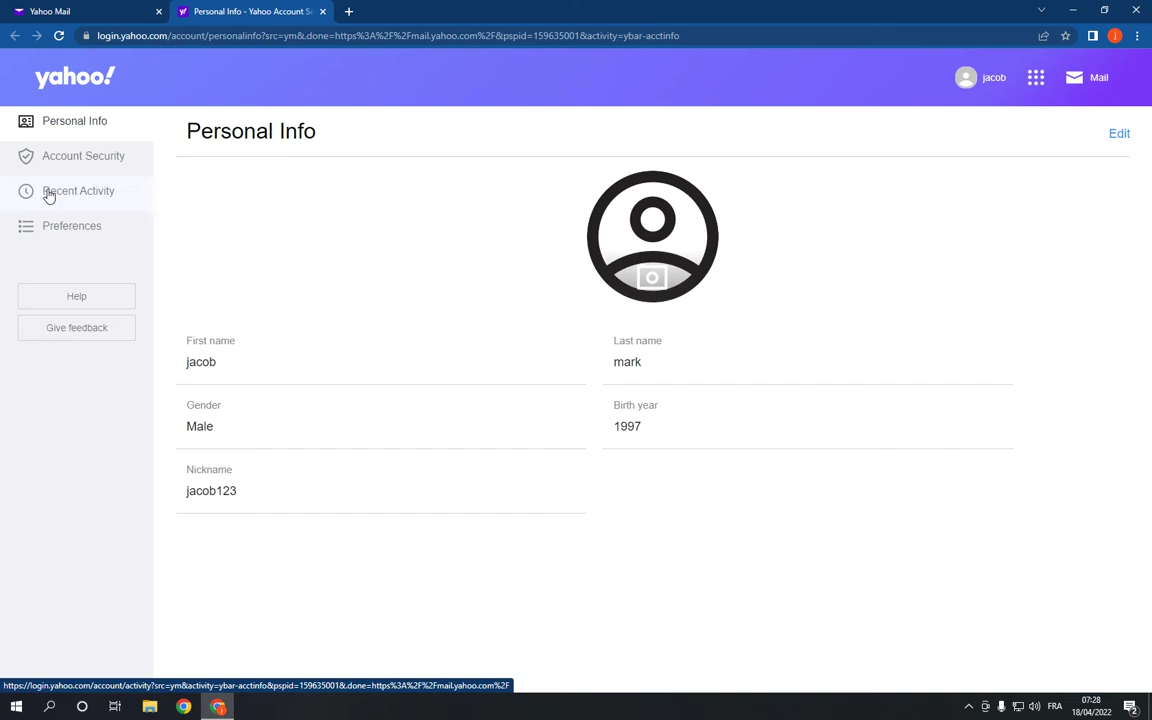 Yahoo Mail
Personal Info - Yahoo Account Se
login.yahoo.com/account/personalinfo?src=ym&.done=https%3A%2F%2Fmail.yahoo.com%2F&pspid=159635001&activity=ybar-acctinfo
j
yahoo!
jacob
Mail
Personal Info
Account Security
Recent Activity
Preferences
Help
Give feedback
Personal Info
Edit
First name
jacob
Last name
mark
Gender
Male
Birth year
1997
Nickname
jacob123
https://login.yahoo.com/account/activity?src=ym&activity=ybar-acctinfo&pspid=159635001&.done=https%3A%2F%2Fmail.yahoo.com%2F
FRA
07:28
18/04/2022
2